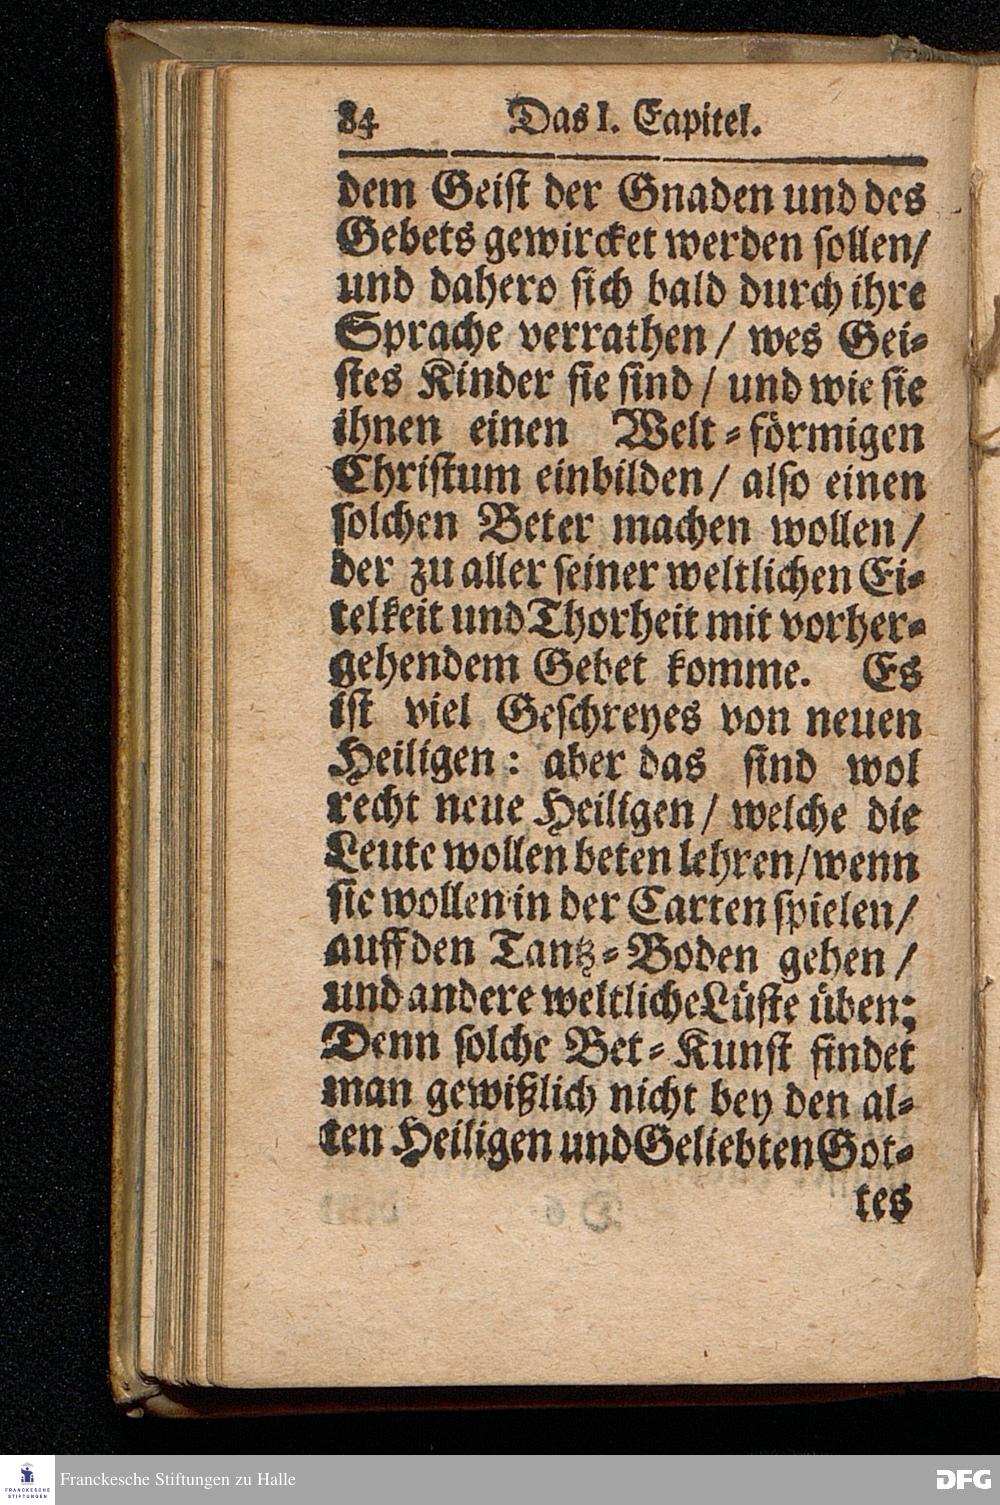 84 Das I. Capitel.
dem Geist der Gnaden und des
Gebets gewircket werden sollen/
und dahero sich bald durch ihre
Sprache verrathen / wes Gei-
stes Kinder sie sind / und wie sie
ihnen einen Welt-förmigen
Christum einbilden / also einen
solchen Beter machen wollen /
der zu aller seiner weltlichen Ei-
telkeit und Thorheit mit vorher-
gehendem Gebet komme. Es
ist viel Geschreyes von neuen
Heiligen: aber das sind wol
recht neue Heiligen / welche die
Leute wollen beten lehren/wenn
sie wollen in der Carten spielen/
auff den Tantz-Boden gehen /
und andere weltliche Lüste üben;
Denn solche Bet-Kunst findet
man gewißlich nicht bey den al-
ten Heiligen und Geliebten Got-
tes
FRANCKESCHE STIFTUNGEN
Franckesche Stiftungen zu Halle
DFG